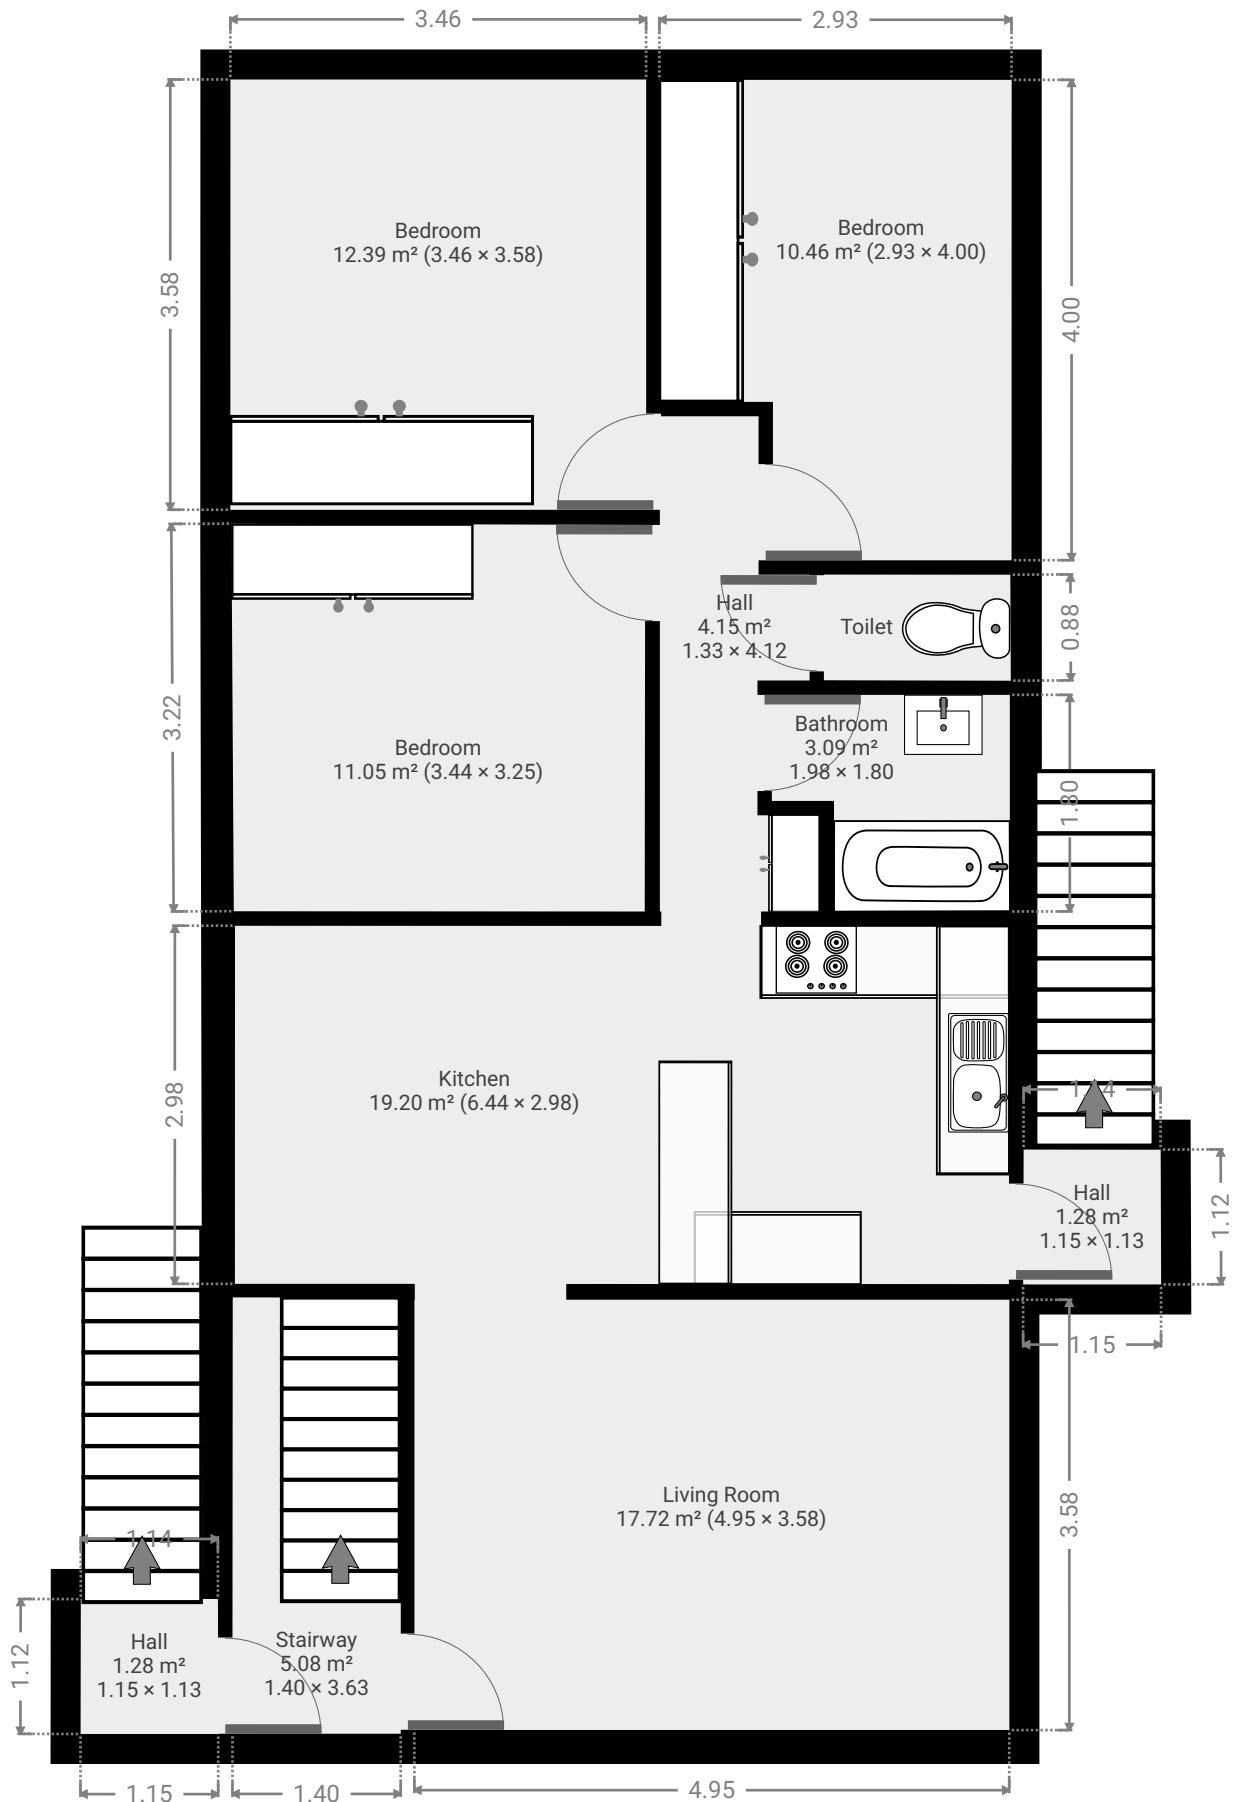 3.46
2.93
3.58
4.00
Bedroom
12.39 m² (3.46 × 3.58)
Bedroom
10.46 m² (2.93 × 4.00)
Hall
4.15 m²
1.33 × 4.12
Toilet
0.88
3.22
Bedroom
11.05 m² (3.44 × 3.25)
Bathroom
3.09 m²
1.98 × 1.80
1.80
2.98
Kitchen
19.20 m² (6.44 × 2.98)
1.14
Hall
1.28 m²
1.15 × 1.13
1.12
1.15
Living Room
17.72 m² (4.95 × 3.58)
3.58
1.14
1.12
Hall
1.28 m²
1.15 × 1.13
Stairway
5.08 m²
1.40 × 3.63
1.15
1.40
4.95